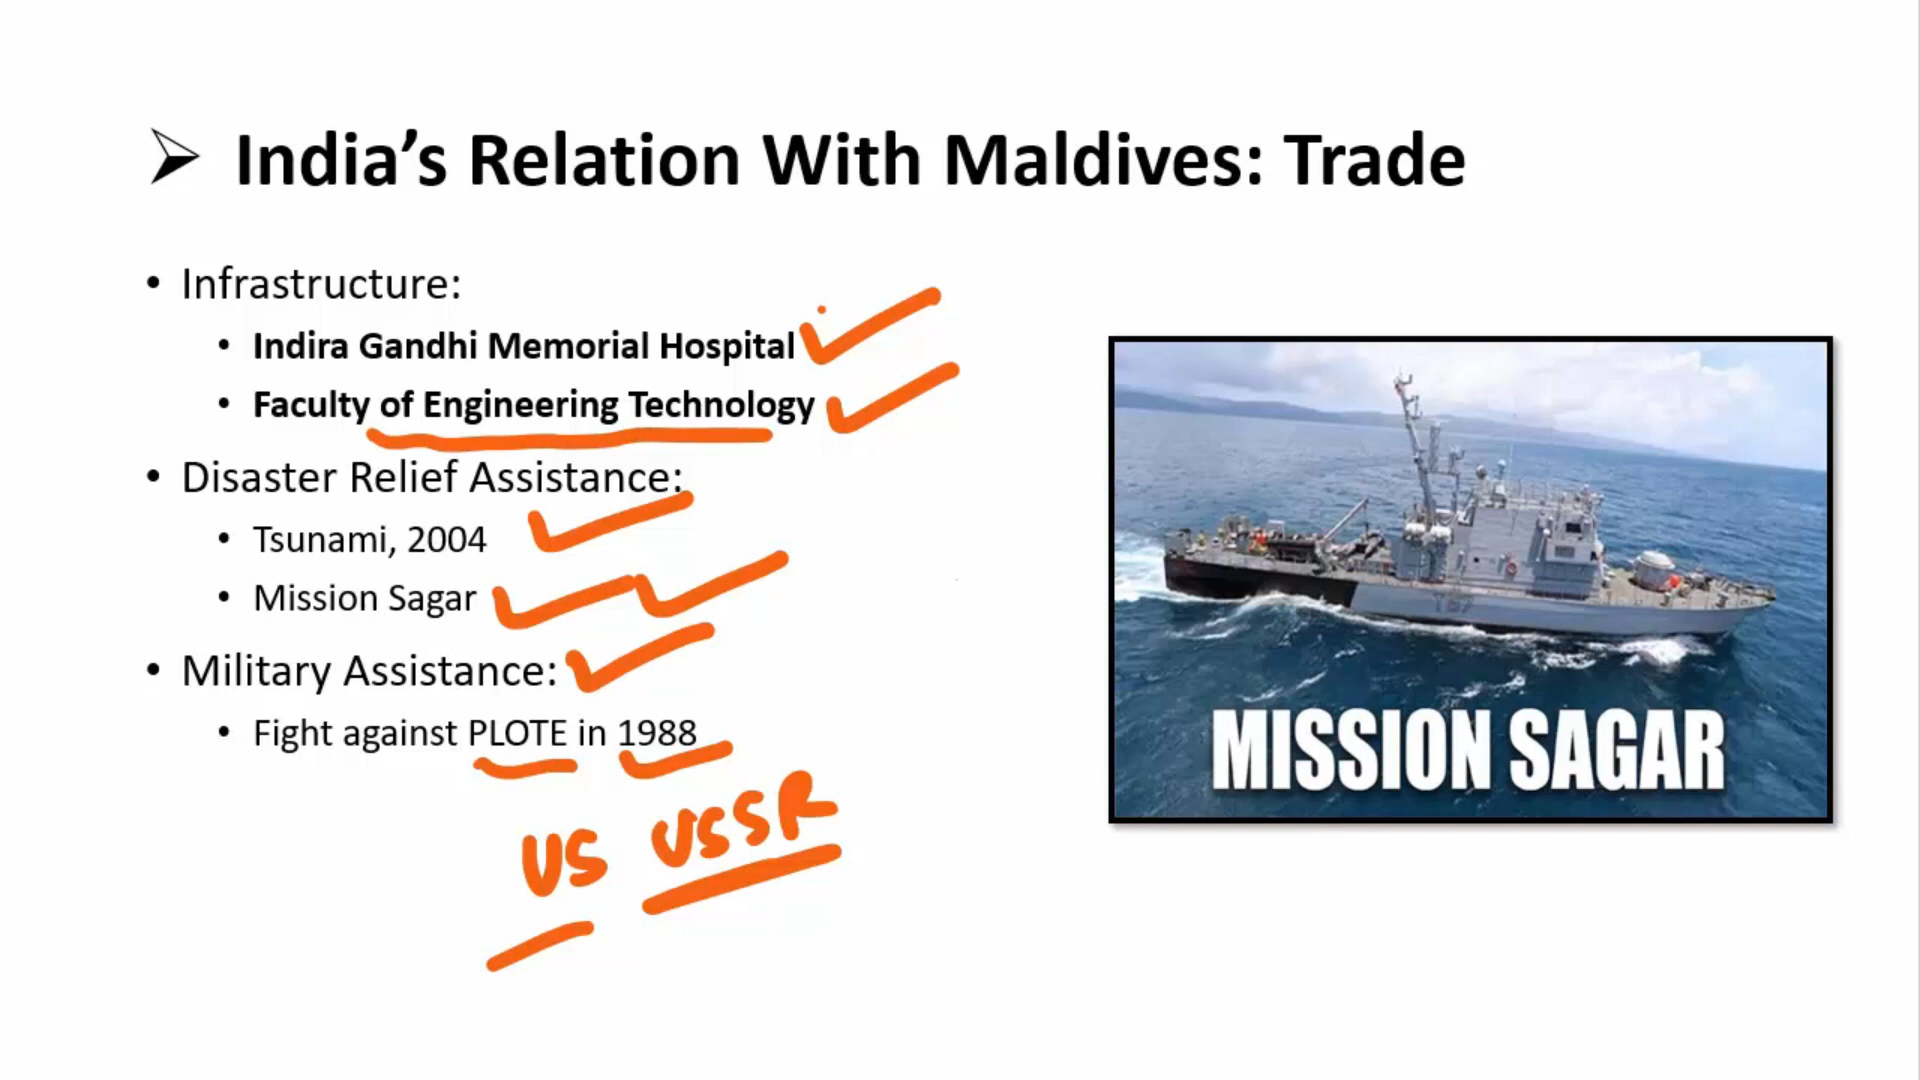 India's Relation With Maldives: Trade
• Infrastructure:
• Indira Gandhi Memorial Hospital
• Faculty of Engineering Technology
• Disaster Relief Assistance:
• Tsunami, 2004
• Mission Sagar
• Military Assistance:
• Fight against PLOTE in 1988
US USSR
MISSION SAGAR